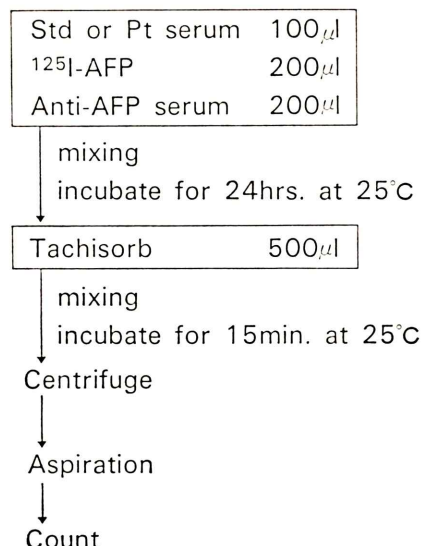 Std or Pt serum 100μl
¹²⁵I-AFP 200μl
Anti-AFP serum 200μl
mixing
incubate for 24hrs. at 25°C
Tachisorb 500μl
mixing
incubate for 15min. at 25°C
Centrifuge
Aspiration
Count